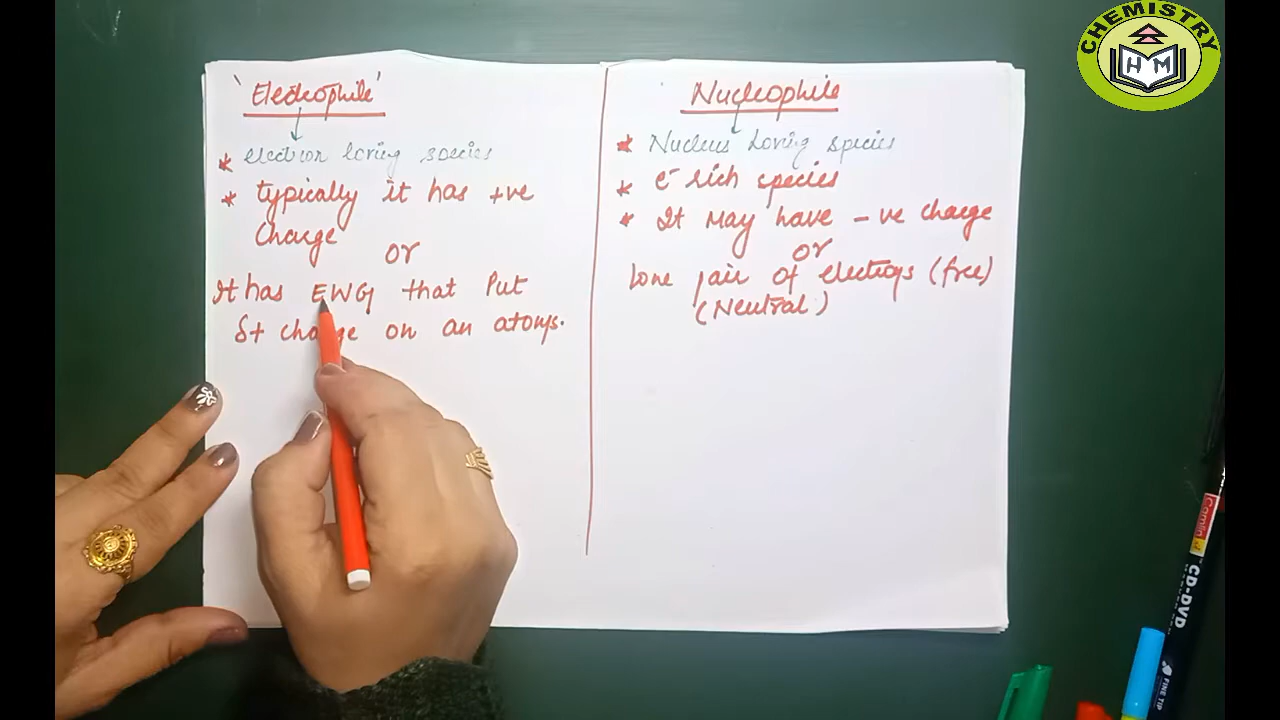 'Electrophile'
* Electron loving species
* typically it has +ve
charge
or
It has EWG that Put
δ+ charge on an atoms.
Nucleophile
* Nucleus Loving species
* e⁻ rich species
* It May have -ve charge
or
Lone pair of electrons (free)
(Neutral)
CHEMISTRY
H M
Camlin
CD-DVD
FINE TIP